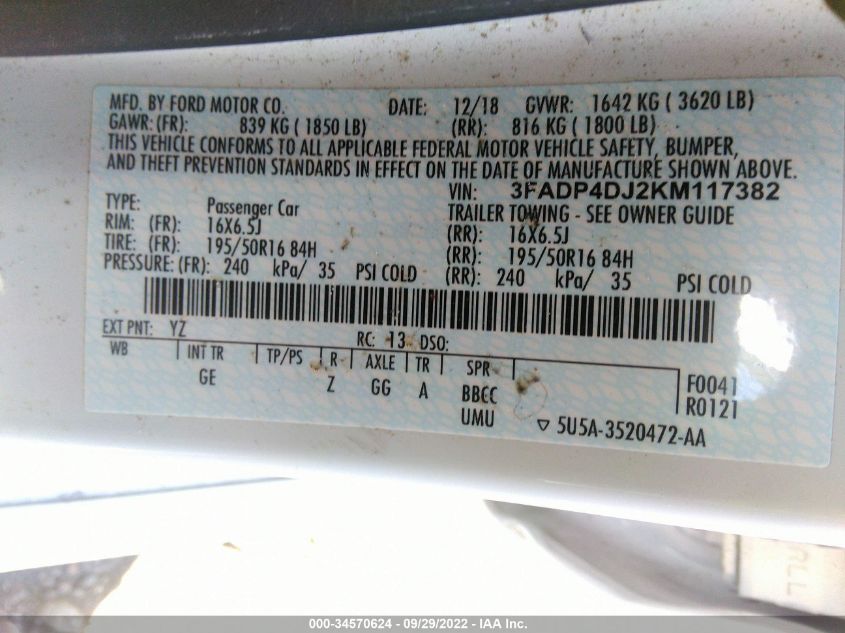 MFD. BY FORD MOTOR CO. DATE: 12/18 GVWR: 1642 KG ( 3620 LB)
GAWR: (FR): 839 KG ( 1850 LB) (RR): 816 KG ( 1800 LB)
THIS VEHICLE CONFORMS TO ALL APPLICABLE FEDERAL MOTOR VEHICLE SAFETY, BUMPER,
AND THEFT PREVENTION STANDARDS IN EFFECT ON THE DATE OF MANUFACTURE SHOWN ABOVE.
VIN: 3FADP4DJ2KM117382
TYPE: Passenger Car TRAILER TOWING - SEE OWNER GUIDE
RIM: (FR): 16X6.5J (RR): 16X6.5J
TIRE: (FR): 195/50R16 84H (RR): 195/50R16 84H
PRESSURE: (FR): 240 kPa/ 35 PSI COLD (RR): 240 kPa/ 35 PSI COLD
EXT PNT: YZ RC: 13 DSO:
WB INT TR TP/PS R AXLE TR SPR F0041
GE Z GG A BBCC R0121
UMU ▽ 5U5A-3520472-AA
000-34570624 - 09/29/2022 - IAA Inc.